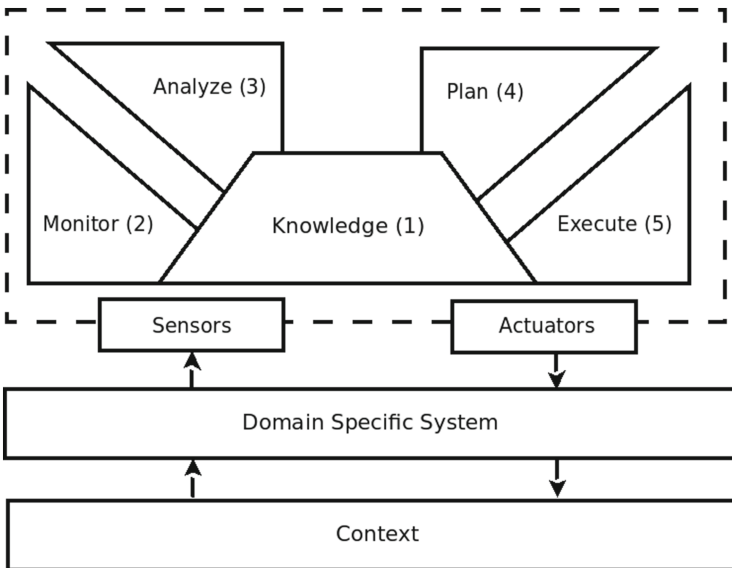 Analyze (3)
Plan (4)
Monitor (2)
Knowledge (1)
Execute (5)
Sensors
Actuators
Domain Specific System
Context